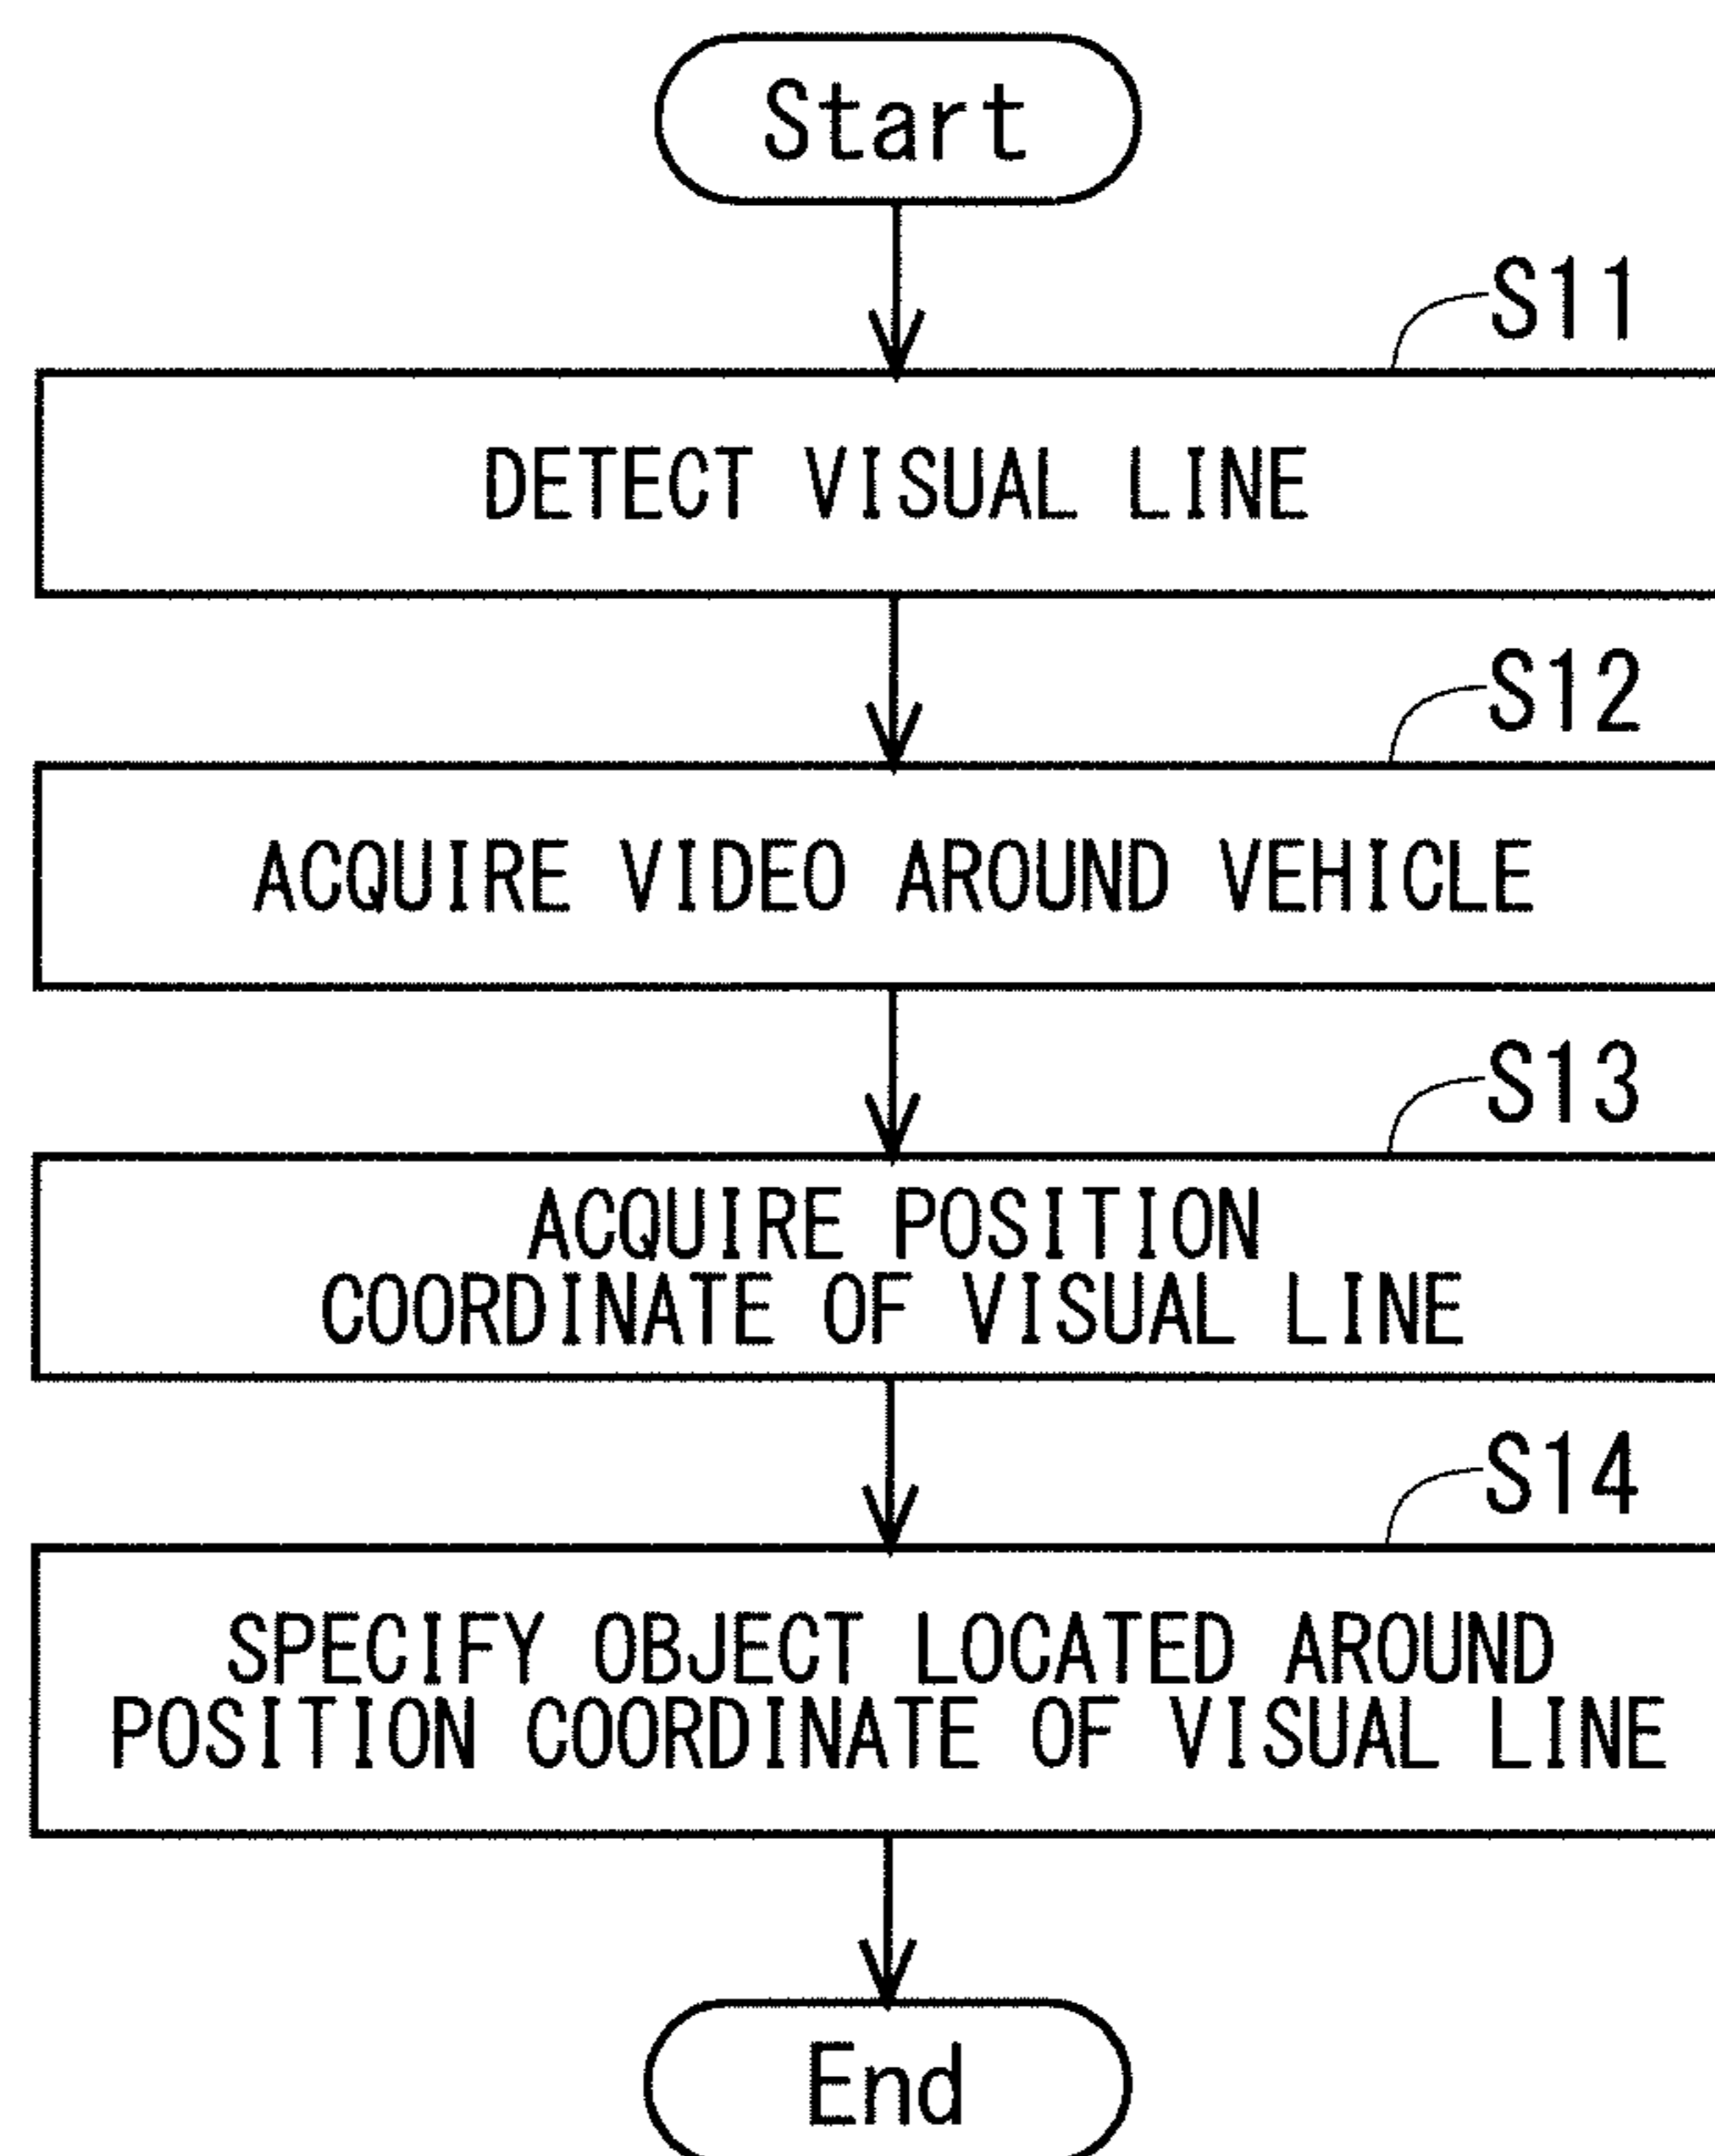 Start
S11
DETECT VISUAL LINE
S12
ACQUIRE VIDEO AROUND VEHICLE
S13
ACQUIRE POSITION
COORDINATE OF VISUAL LINE
S14
SPECIFY OBJECT LOCATED AROUND
POSITION COORDINATE OF VISUAL LINE
End